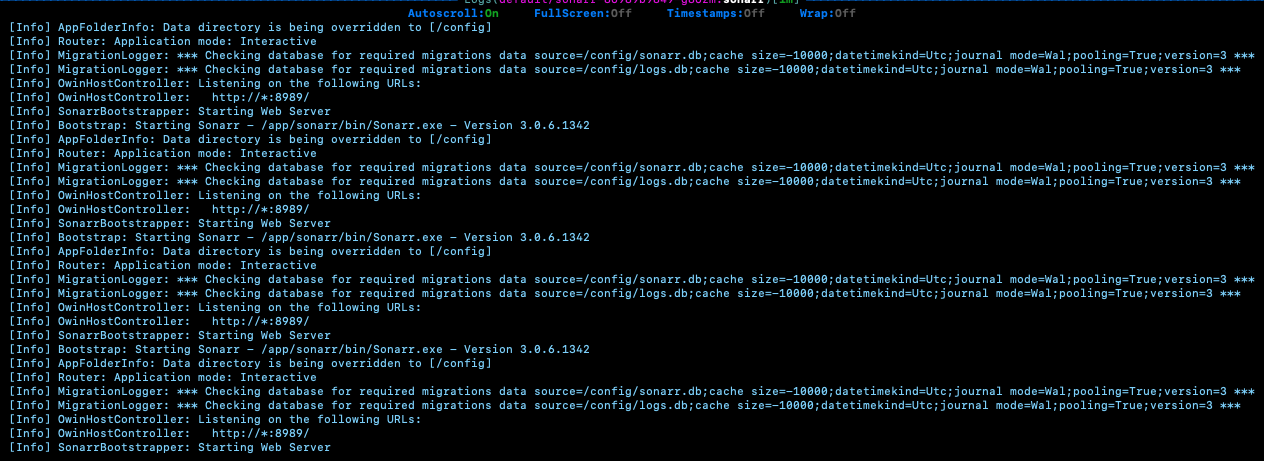 Autoscroll:On FullScreen:Off Timestamps:Off Wrap:Off
[Info] AppFolderInfo: Data directory is being overridden to [/config]
[Info] Router: Application mode: Interactive
[Info] MigrationLogger: *** Checking database for required migrations data source=/config/sonarr.db;cache size=-10000;datetimekind=Utc;journal mode=Wal;pooling=True;version=3 ***
[Info] MigrationLogger: *** Checking database for required migrations data source=/config/logs.db;cache size=-10000;datetimekind=Utc;journal mode=Wal;pooling=True;version=3 ***
[Info] OwinHostController: Listening on the following URLs:
[Info] OwinHostController:   http://*:8989/
[Info] SonarrBootstrapper: Starting Web Server
[Info] Bootstrap: Starting Sonarr - /app/sonarr/bin/Sonarr.exe - Version 3.0.6.1342
[Info] AppFolderInfo: Data directory is being overridden to [/config]
[Info] Router: Application mode: Interactive
[Info] MigrationLogger: *** Checking database for required migrations data source=/config/sonarr.db;cache size=-10000;datetimekind=Utc;journal mode=Wal;pooling=True;version=3 ***
[Info] MigrationLogger: *** Checking database for required migrations data source=/config/logs.db;cache size=-10000;datetimekind=Utc;journal mode=Wal;pooling=True;version=3 ***
[Info] OwinHostController: Listening on the following URLs:
[Info] OwinHostController:   http://*:8989/
[Info] SonarrBootstrapper: Starting Web Server
[Info] Bootstrap: Starting Sonarr - /app/sonarr/bin/Sonarr.exe - Version 3.0.6.1342
[Info] AppFolderInfo: Data directory is being overridden to [/config]
[Info] Router: Application mode: Interactive
[Info] MigrationLogger: *** Checking database for required migrations data source=/config/sonarr.db;cache size=-10000;datetimekind=Utc;journal mode=Wal;pooling=True;version=3 ***
[Info] MigrationLogger: *** Checking database for required migrations data source=/config/logs.db;cache size=-10000;datetimekind=Utc;journal mode=Wal;pooling=True;version=3 ***
[Info] OwinHostController: Listening on the following URLs:
[Info] OwinHostController:   http://*:8989/
[Info] SonarrBootstrapper: Starting Web Server
[Info] Bootstrap: Starting Sonarr - /app/sonarr/bin/Sonarr.exe - Version 3.0.6.1342
[Info] AppFolderInfo: Data directory is being overridden to [/config]
[Info] Router: Application mode: Interactive
[Info] MigrationLogger: *** Checking database for required migrations data source=/config/sonarr.db;cache size=-10000;datetimekind=Utc;journal mode=Wal;pooling=True;version=3 ***
[Info] MigrationLogger: *** Checking database for required migrations data source=/config/logs.db;cache size=-10000;datetimekind=Utc;journal mode=Wal;pooling=True;version=3 ***
[Info] OwinHostController: Listening on the following URLs:
[Info] OwinHostController:   http://*:8989/
[Info] SonarrBootstrapper: Starting Web Server